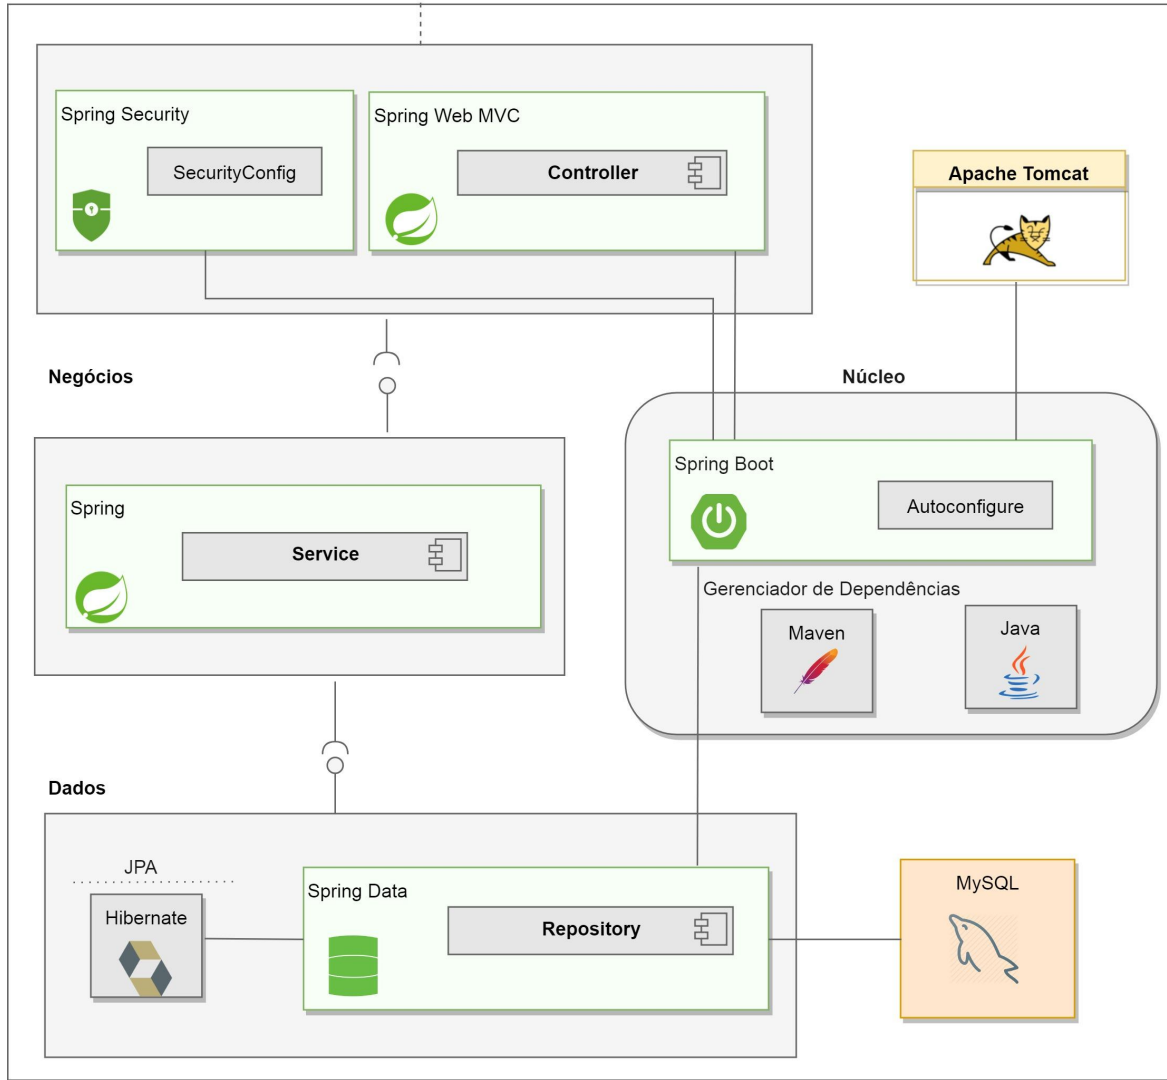 Spring Security
SecurityConfig
Spring Web MVC
Controller
Apache Tomcat
Negócios
Núcleo
Spring Boot
Autoconfigure
Spring
Service
Gerenciador de Dependências
Maven
Java
Dados
JPA
Hibernate
Spring Data
Repository
MySQL